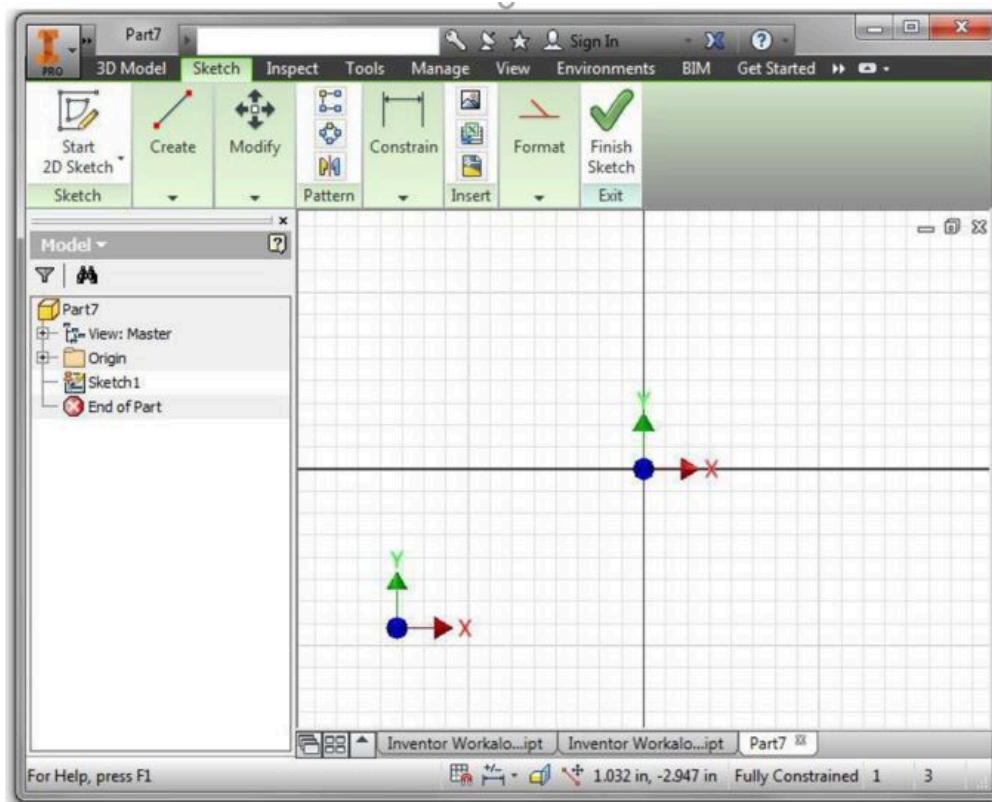 Part7
Sign In
PRO
3D Model Sketch Inspect Tools Manage View Environments BIM Get Started
Start
2D Sketch
Create
Modify
Constrain
Format
Finish
Sketch
Sketch
Pattern
Insert
Exit
Model
Part7
View: Master
Origin
Sketch1
End of Part
Y
X
Y
X
Inventor Workalo...ipt
Inventor Workalo...ipt
Part7
For Help, press F1
1.032 in, -2.947 in Fully Constrained 1 3